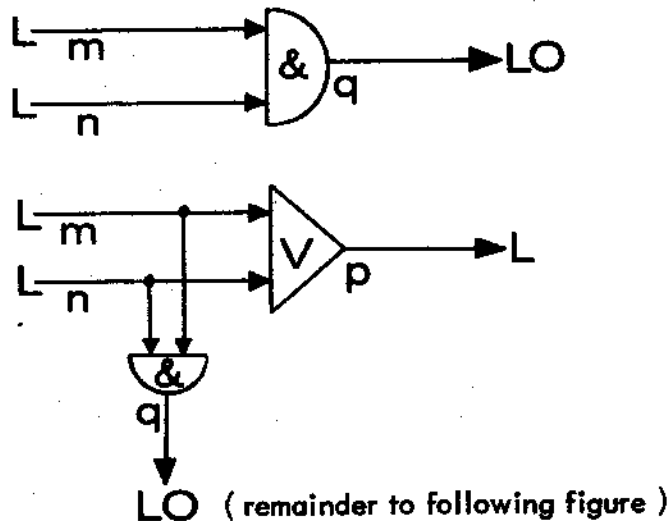 L m
& q LO
L n
L m
V p L
L n
&
q
LO ( remainder to following figure )